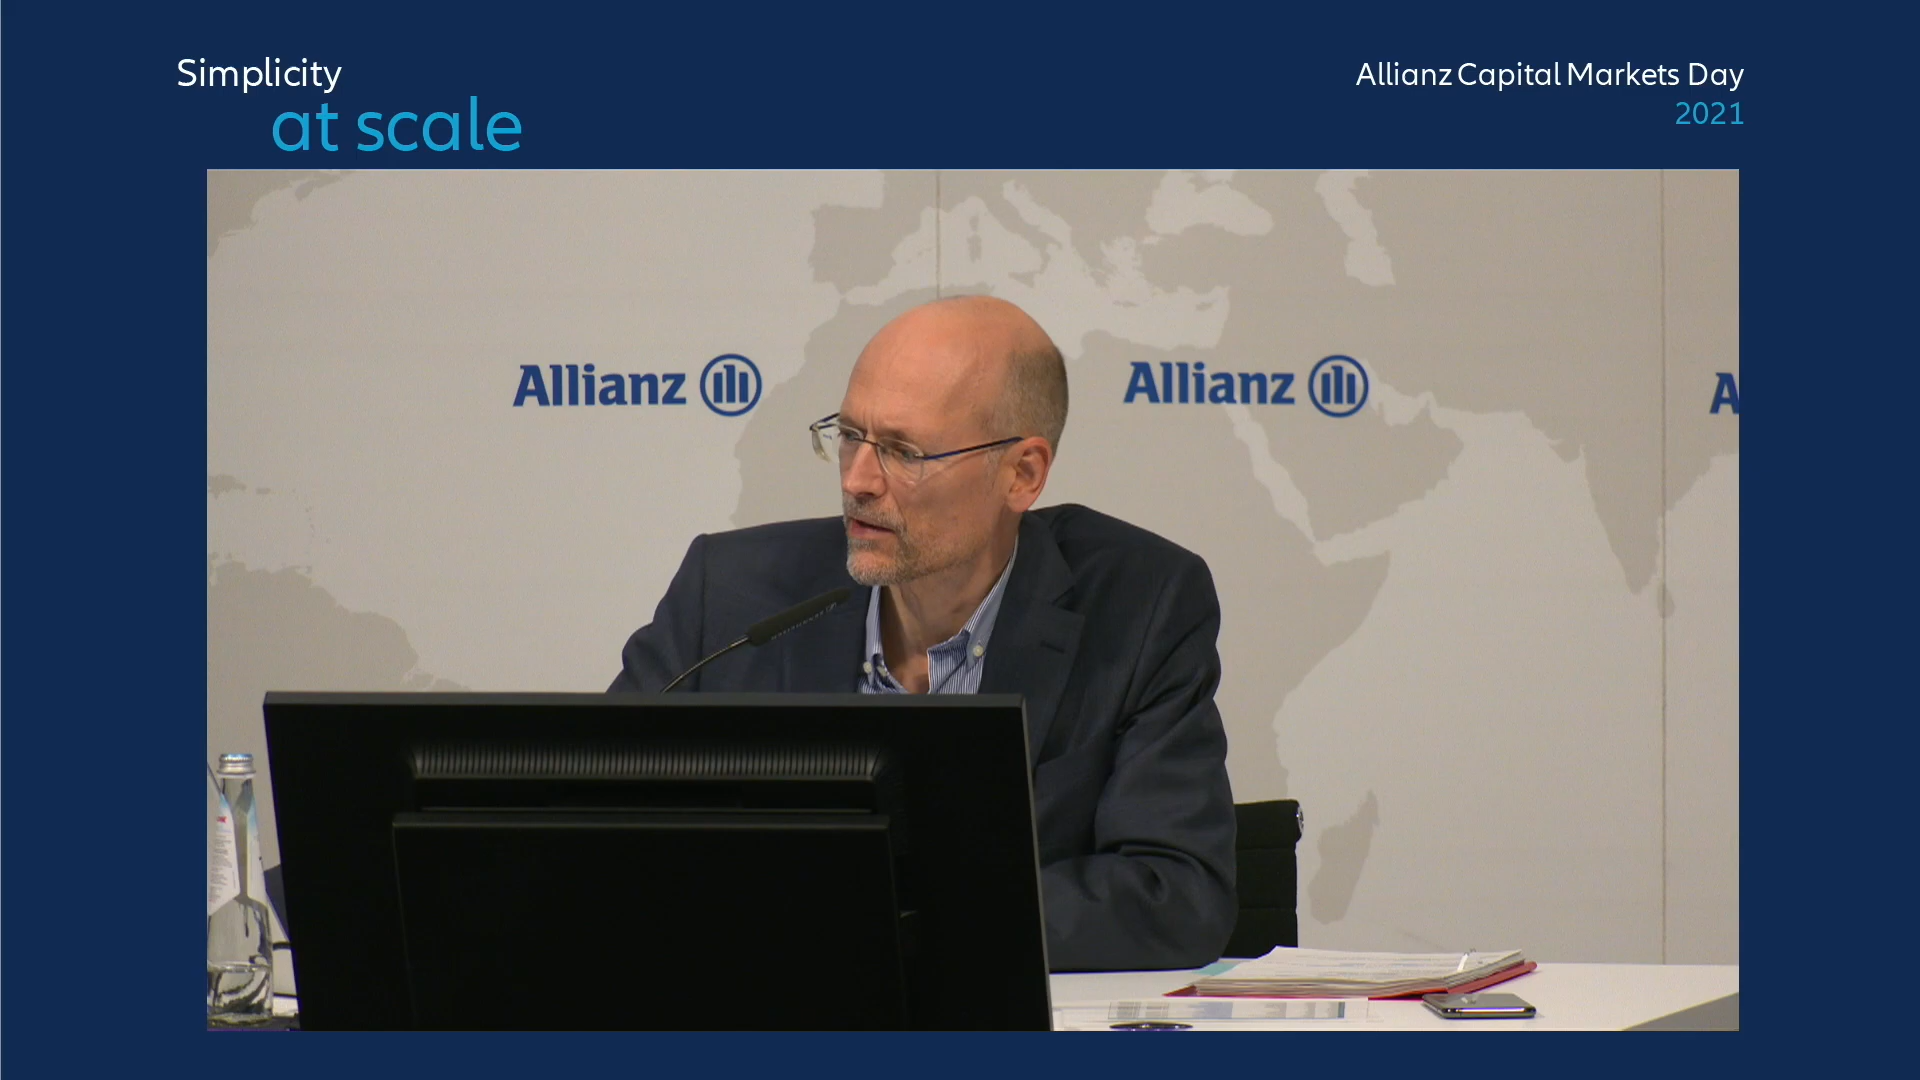 Simplicity
at scale
Allianz Capital Markets Day
2021
Allianz
Allianz
A